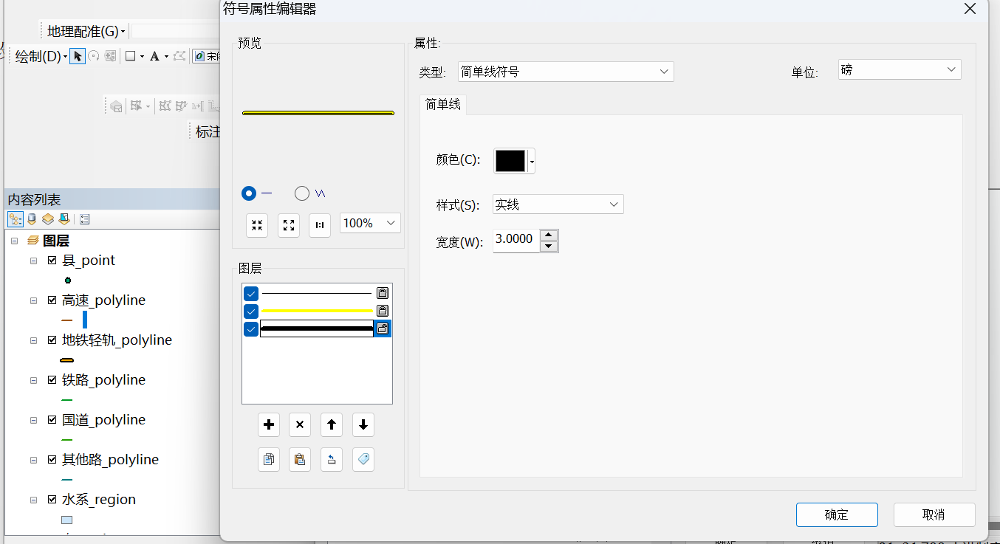 符号属性编辑器
地理配准(G)
绘制(D)
A
宋体
标注
内容列表
图层
县_point
高速_polyline
地铁轻轨_polyline
铁路_polyline
国道_polyline
其他路_polyline
水系_region
预览
1:1
100%
图层
属性:
类型:
简单线符号
单位:
磅
简单线
颜色(C):
样式(S):
实线
宽度(W):
3.0000
确定
取消